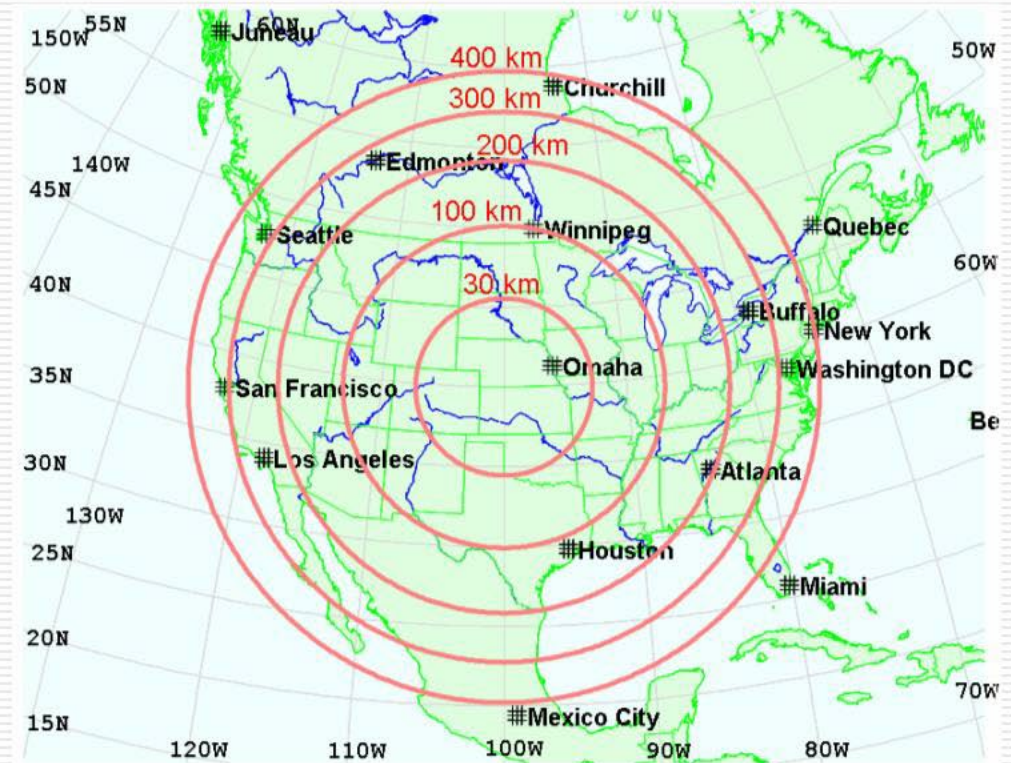 55N
60N
150W
Juneau
50W
400 km
50N
Churchill
300 km
200 km
140W
Edmonton
45N
100 km
Seattle
Winnipeg
Quebec
60W
40N
30 km
Buffalo
New York
Omaha
Washington DC
35N
San Francisco
Be
30N
Los Angeles
Atlanta
130W
25N
Houston
Miami
20N
70W
15N
Mexico City
120W
110W
100W
90W
80W